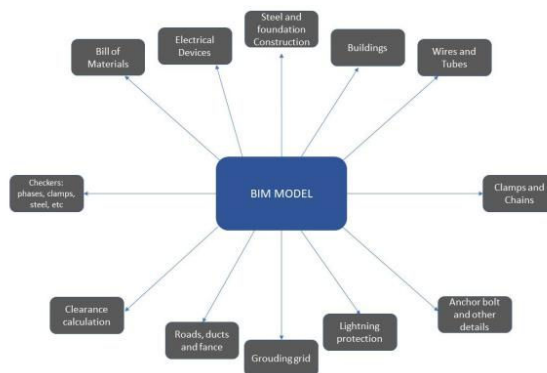 Steel and
foundation
Construction
Electrical
Devices
Buildings
Bill of
Materials
Wires and
Tubes
Checkers:
phases, clamps,
steel, etc
BIM MODEL
Clamps and
Chains
Clearance
calculation
Roads, ducts
and fance
Grouding grid
Lightning
protection
Anchor bolt
and other
details